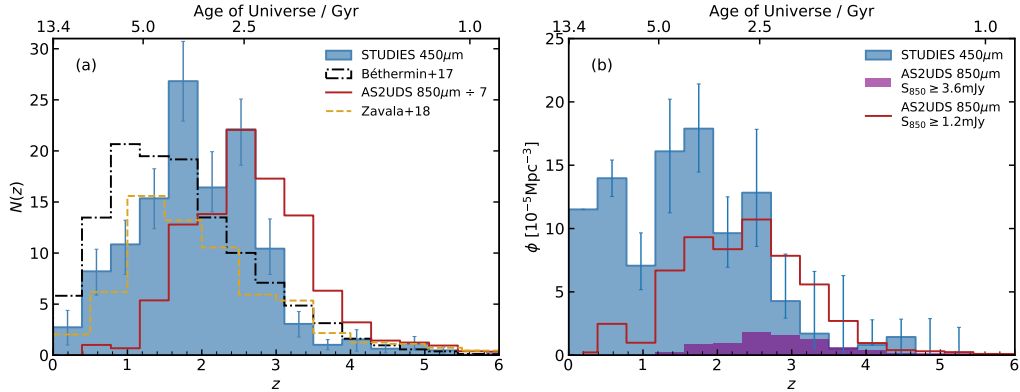 Age of Universe / Gyr
13.4 5.0 2.5 1.0
(a)
STUDIES 450μm
Béthermin+17
AS2UDS 850μm ÷ 7
Zavala+18
N(z)
30
25
20
15
10
5
0
0 1 2 3 4 5 6
z
Age of Universe / Gyr
13.4 5.0 2.5 1.0
(b)
STUDIES 450μm
AS2UDS 850μm
S₈₅₀ ≥ 3.6mJy
AS2UDS 850μm
S₈₅₀ ≥ 1.2mJy
ϕ [10⁻⁵Mpc⁻³]
25
20
15
10
5
0
0 1 2 3 4 5 6
z